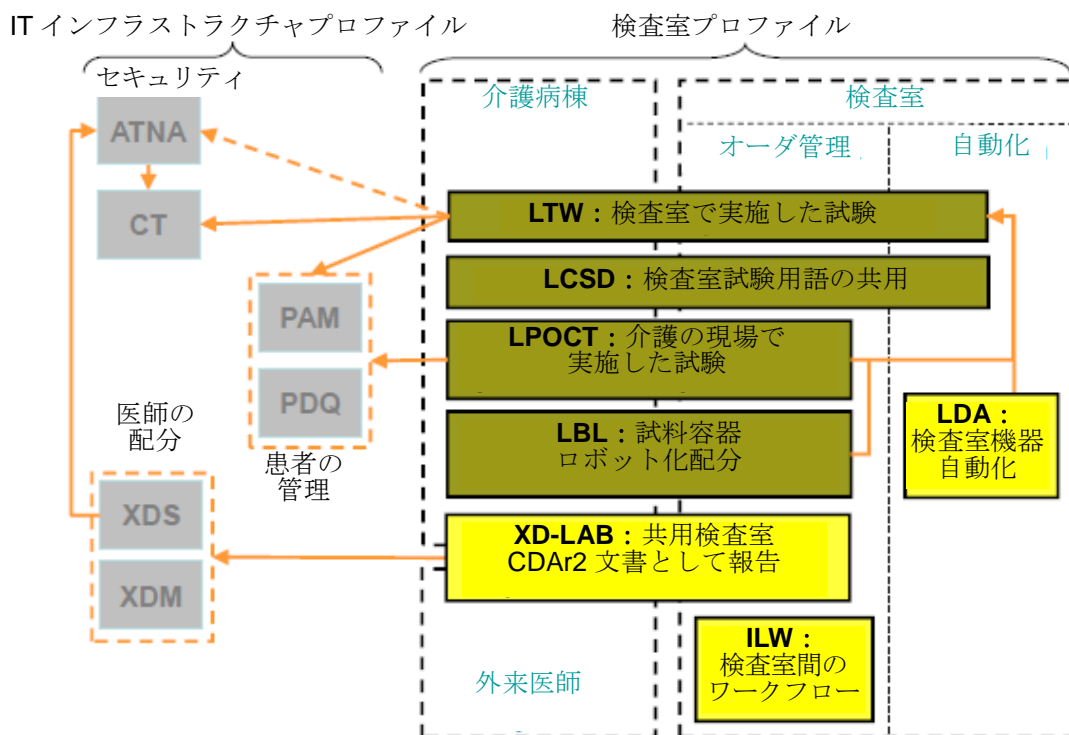 IT インフラストラクチャプロファイル
検査室プロファイル
セキュリティ
介護病棟
検査室
ATNA
オーダ管理
自動化
CT
LTW：検査室で実施した試験
LCSD：検査室試験用語の共用
PAM
LPOCT：介護の現場で
実施した試験
PDQ
医師の
配分
LBL：試料容器
ロボット化配分
LDA：
検査室機器
自動化
患者の
管理
XDS
XD-LAB：共用検査室
CDAr2 文書として報告
XDM
ILW：
検査室間の
ワークフロー
外来医師